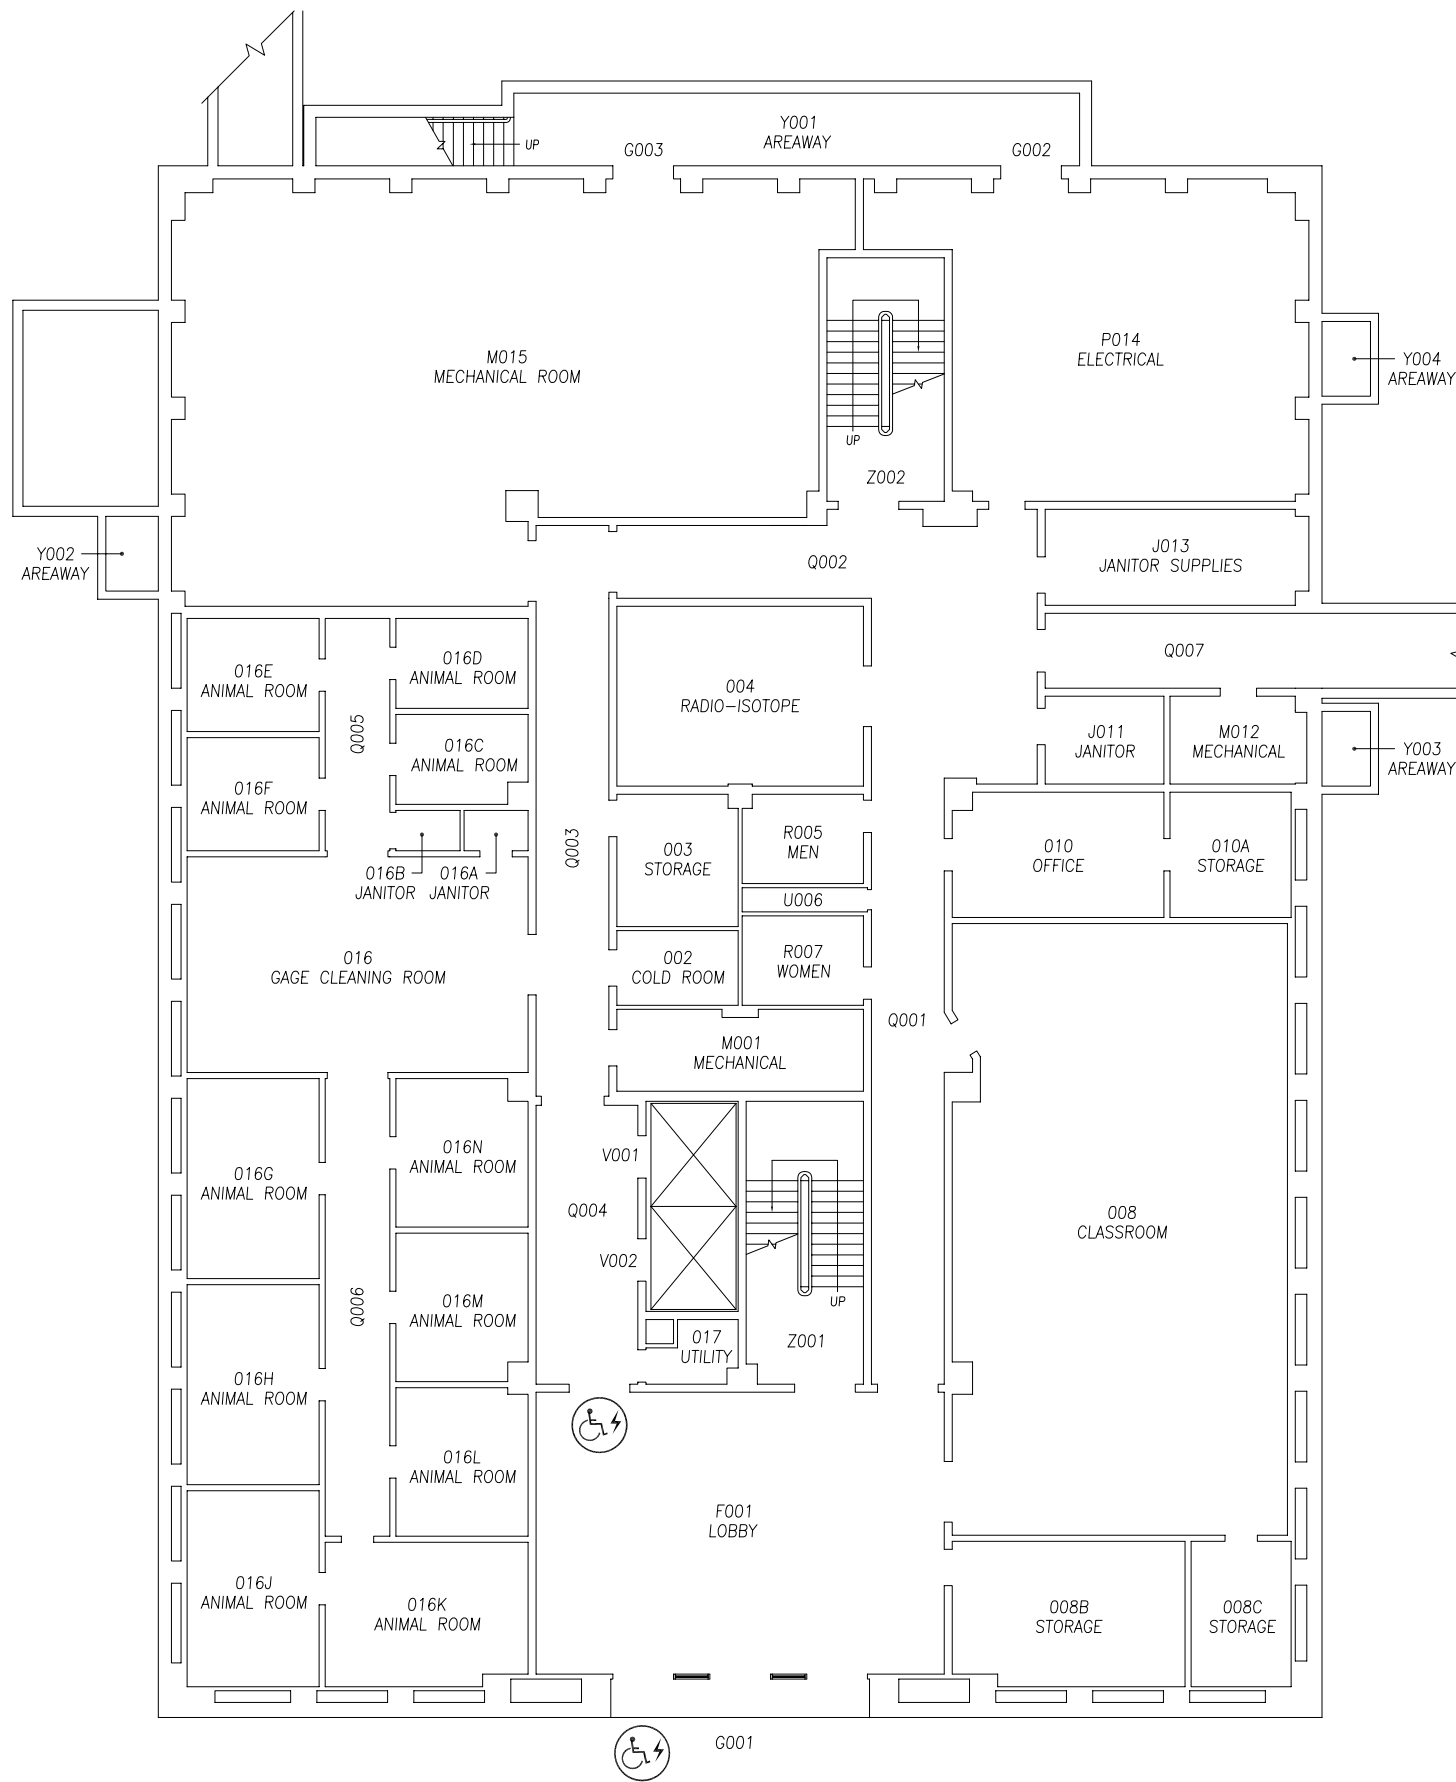 Y001
AREAWAY
UP
G003
G002
M015
MECHANICAL ROOM
P014
ELECTRICAL
Y004
AREAWAY
UP
Z002
Y002
AREAWAY
Q002
J013
JANITOR SUPPLIES
Q007
016E
ANIMAL ROOM
016D
ANIMAL ROOM
004
RADIO-ISOTOPE
Q005
016C
ANIMAL ROOM
J011
JANITOR
M012
MECHANICAL
Y003
AREAWAY
016F
ANIMAL ROOM
Q003
003
STORAGE
R005
MEN
010
OFFICE
010A
STORAGE
016B
JANITOR
016A
JANITOR
U006
016
GAGE CLEANING ROOM
002
COLD ROOM
R007
WOMEN
Q001
M001
MECHANICAL
016G
ANIMAL ROOM
016N
ANIMAL ROOM
V001
Q004
V002
008
CLASSROOM
Q006
016M
ANIMAL ROOM
UP
017
UTILITY
Z001
016H
ANIMAL ROOM
016L
ANIMAL ROOM
F001
LOBBY
016J
ANIMAL ROOM
016K
ANIMAL ROOM
008B
STORAGE
008C
STORAGE
G001